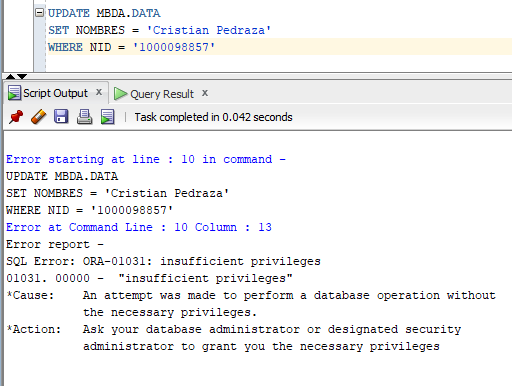 UPDATE MBDA.DATA
SET NOMBRES = 'Cristian Pedraza'
WHERE NID = '1000098857'
Script Output x Query Result x
Task completed in 0.042 seconds
Error starting at line : 10 in command -
UPDATE MBDA.DATA
SET NOMBRES = 'Cristian Pedraza'
WHERE NID = '1000098857'
Error at Command Line : 10 Column : 13
Error report -
SQL Error: ORA-01031: insufficient privileges
01031. 00000 - "insufficient privileges"
*Cause: An attempt was made to perform a database operation without
the necessary privileges.
*Action: Ask your database administrator or designated security
administrator to grant you the necessary privileges